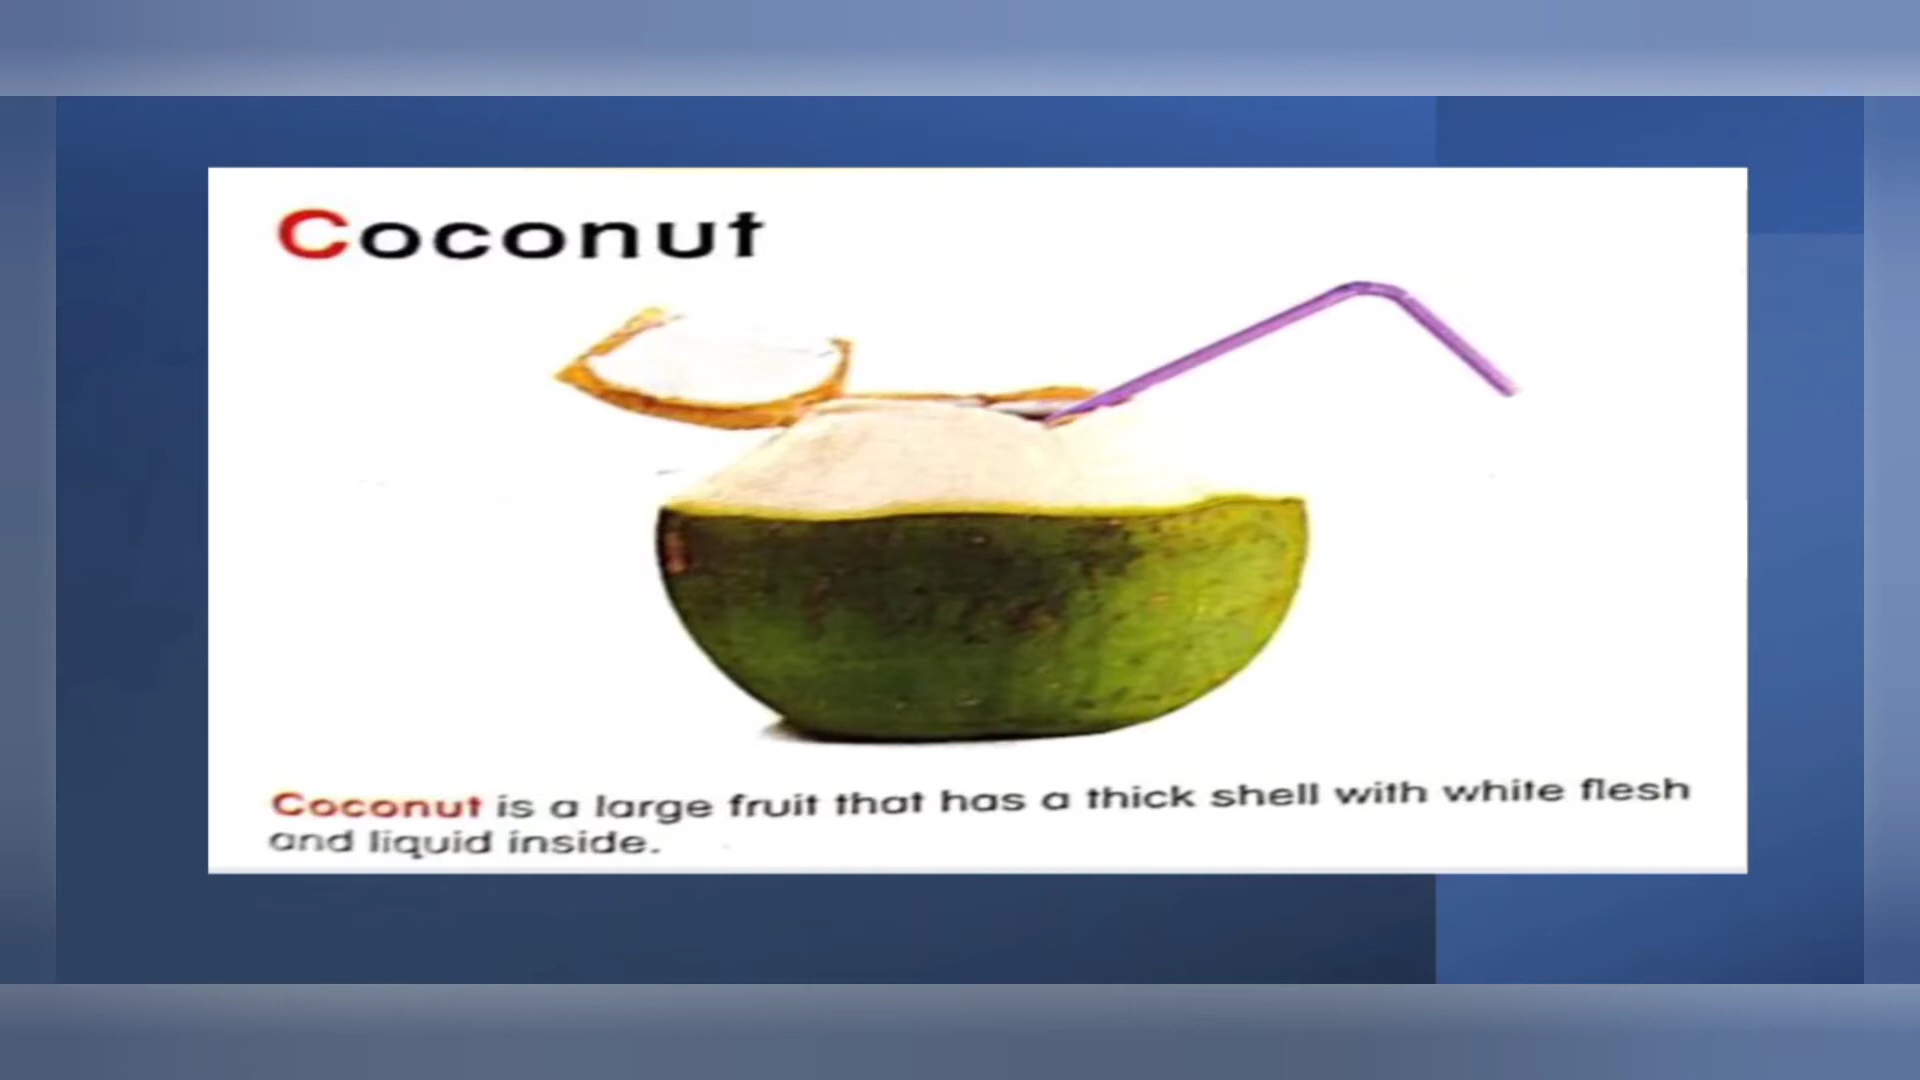 Coconut
Coconut is a large fruit that has a thick shell with white flesh
and liquid inside.